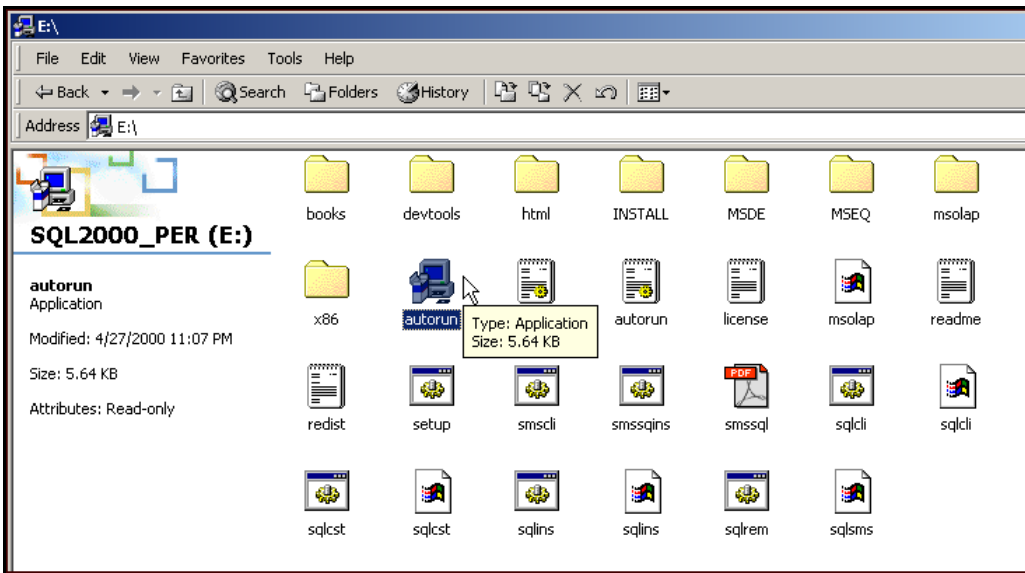 E:\
File Edit View Favorites Tools Help
Back Search Folders History
Address E:\
SQL2000_PER (E:)
autorun
Application
Modified: 4/27/2000 11:07 PM
Size: 5.64 KB
Attributes: Read-only
books devtools html INSTALL MSDE MSEQ msolap
x86 autorun autorun license msolap readme
Type: Application
Size: 5.64 KB
redist setup smscli smssqins smssql sqlcli sqlcli
PDF
sqlcst sqlcst sqlins sqlins sqlrem sqlsms